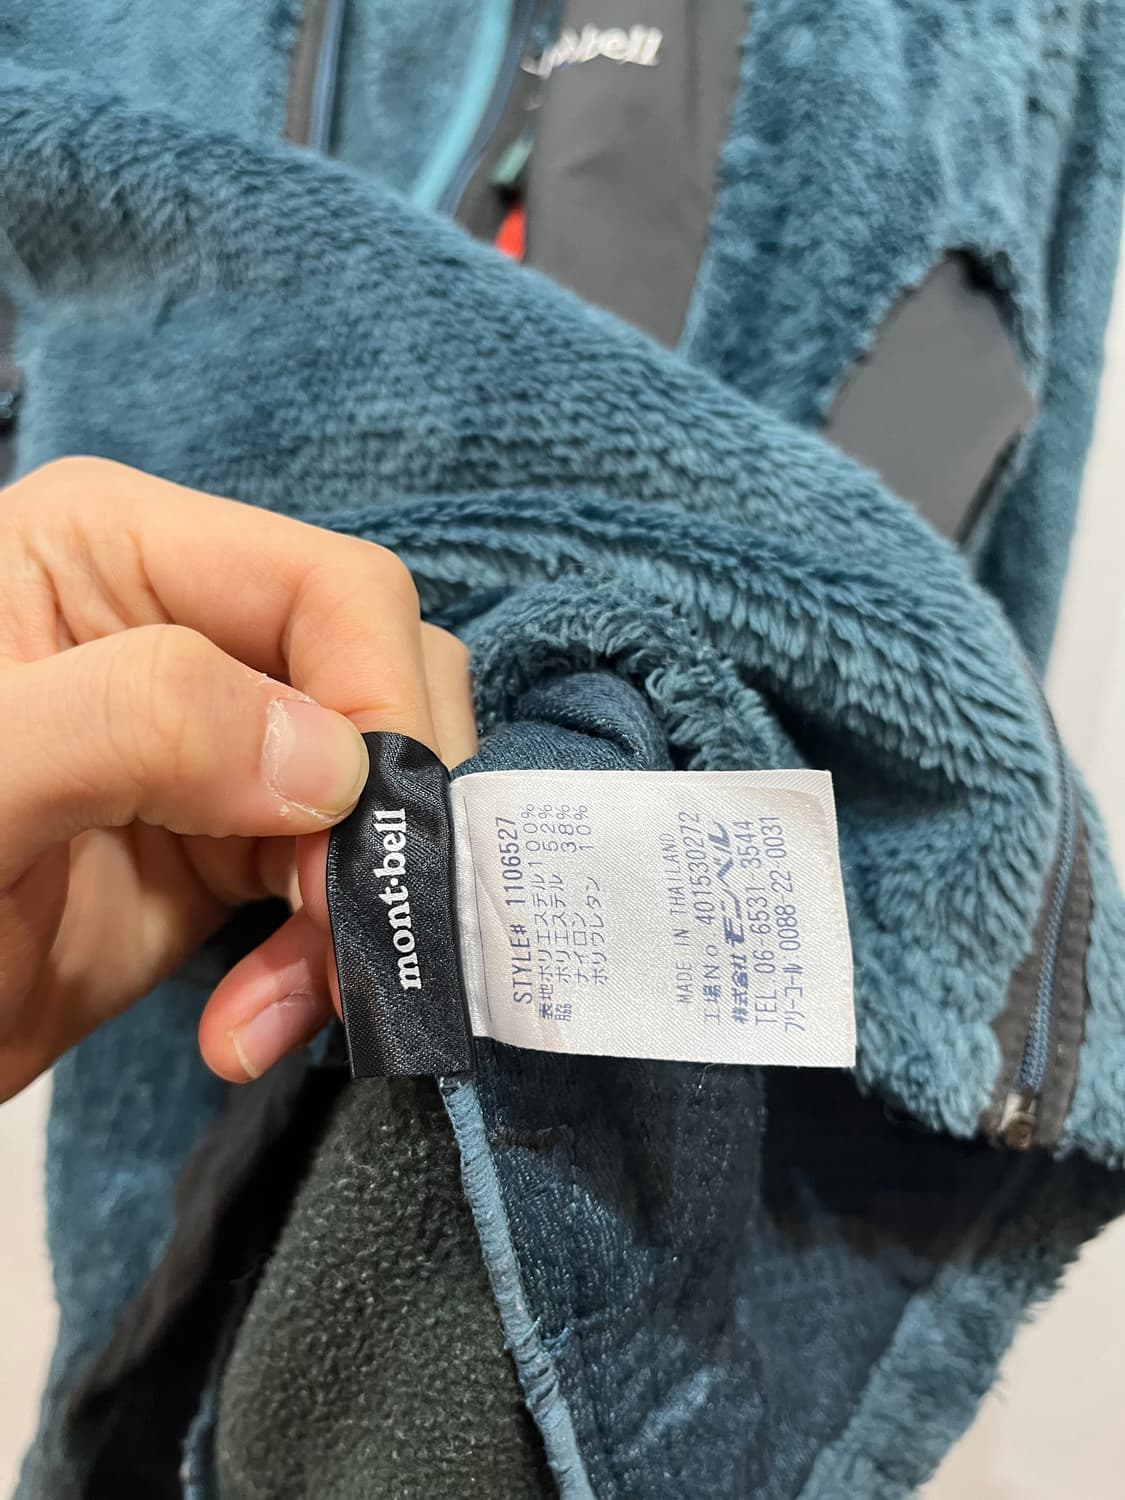 mont-bell
STYLE# 1106527
表地ポリエステル100%
脇 ポリエステル 52%
ナイロン 38%
ポリウレタン 10%
MADE IN THAILAND
工場No 401530272
株式会社 モンベル
TEL.06-6531-3544
フリーコール 0088-22-0031